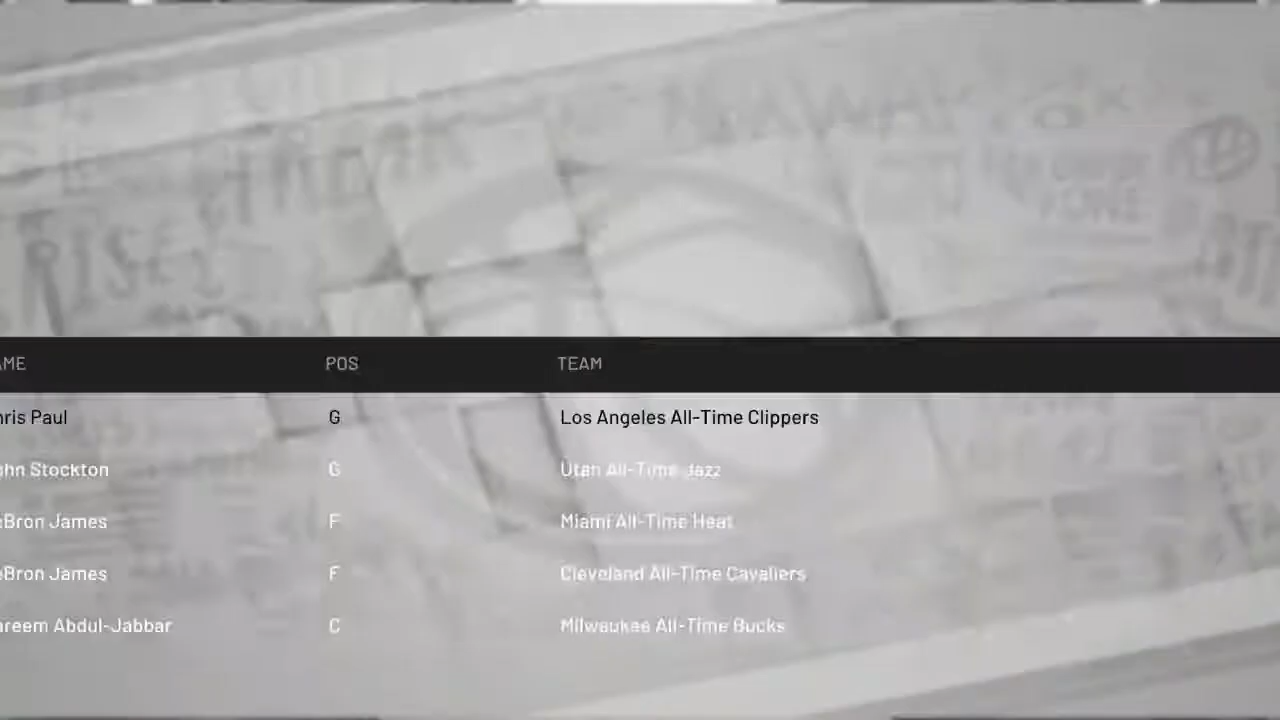 AME POS TEAM
hris Paul G Los Angeles All-Time Clippers
ohn Stockton G Utah All-Time Jazz
eBron James F Miami All-Time Heat
eBron James F Cleveland All-Time Cavaliers
areem Abdul-Jabbar C Milwaukee All-Time Bucks